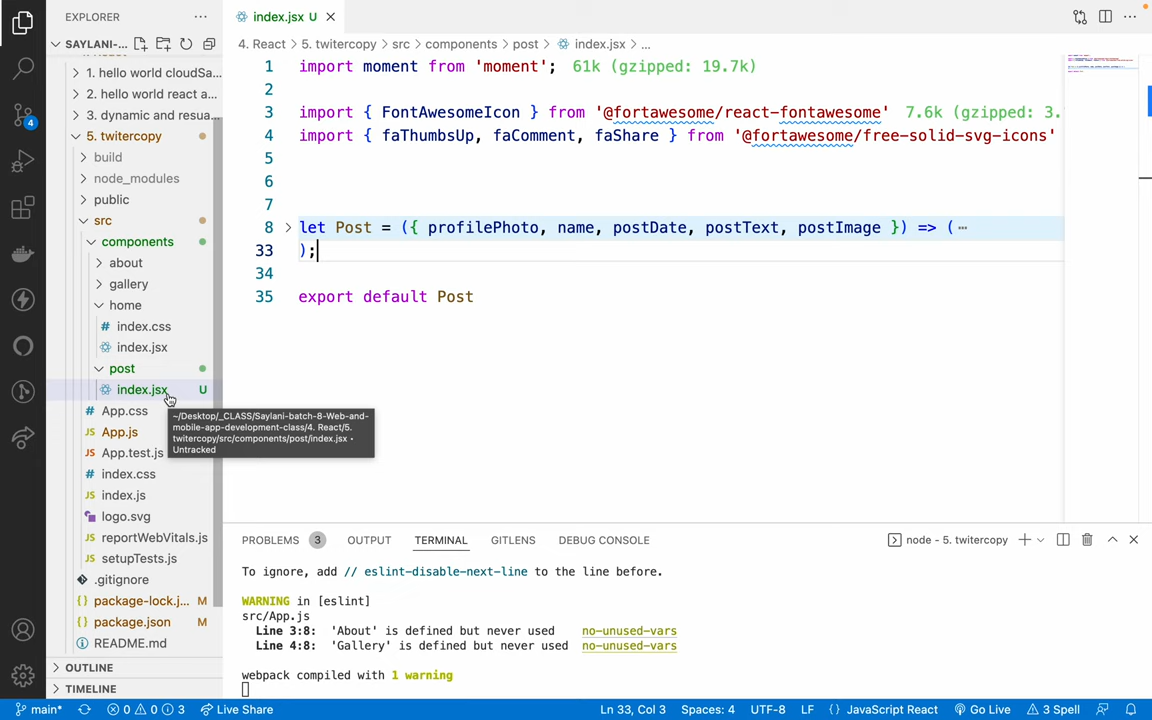 EXPLORER
SAYLANI-...
1. hello world cloudSa...
2. hello world react a...
3. dynamic and resua...
5. twitercopy
build
node_modules
public
src
components
about
gallery
home
# index.css
index.jsx
post
index.jsx U
# App.css
JS App.js
JS App.test.js
# index.css
JS index.js
logo.svg
JS reportWebVitals.js
JS setupTests.js
.gitignore
{} package-lock.j... M
{} package.json M
README.md
OUTLINE
TIMELINE
4
~/Desktop/_CLASS/Saylani-batch-8-Web-and-
mobile-app-development-class/4. React/5.
twitercopy/src/components/post/index.jsx •
Untracked
index.jsx U
4. React > 5. twitercopy > src > components > post > index.jsx > ...
1 import moment from 'moment'; 61k (gzipped: 19.7k)
2
3 import { FontAwesomeIcon } from '@fortawesome/react-fontawesome' 7.6k (gzipped: 3.
4 import { faThumbsUp, faComment, faShare } from '@fortawesome/free-solid-svg-icons'
5
6
7
8 let Post = ({ profilePhoto, name, postDate, postText, postImage }) => (
33 );
34
35 export default Post
PROBLEMS 3 OUTPUT TERMINAL GITLENS DEBUG CONSOLE node - 5. twitercopy
To ignore, add // eslint-disable-next-line to the line before.
WARNING in [eslint]
src/App.js
Line 3:8: 'About' is defined but never used no-unused-vars
Line 4:8: 'Gallery' is defined but never used no-unused-vars
webpack compiled with 1 warning
main* 0 0 3 Live Share Ln 33, Col 3 Spaces: 4 UTF-8 LF {} JavaScript React Go Live 3 Spell